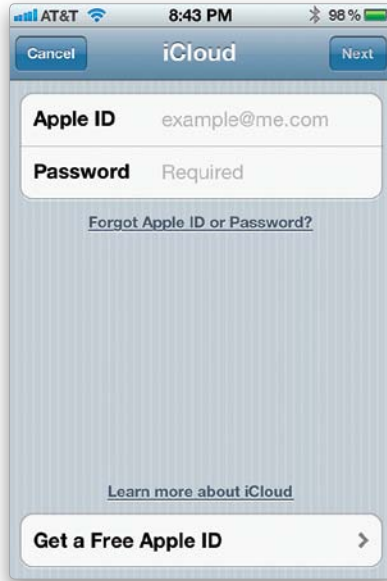 AT&T 8:43 PM 98%
Cancel iCloud Next
Apple ID example@me.com
Password Required
Forgot Apple ID or Password?
Learn more about iCloud
Get a Free Apple ID